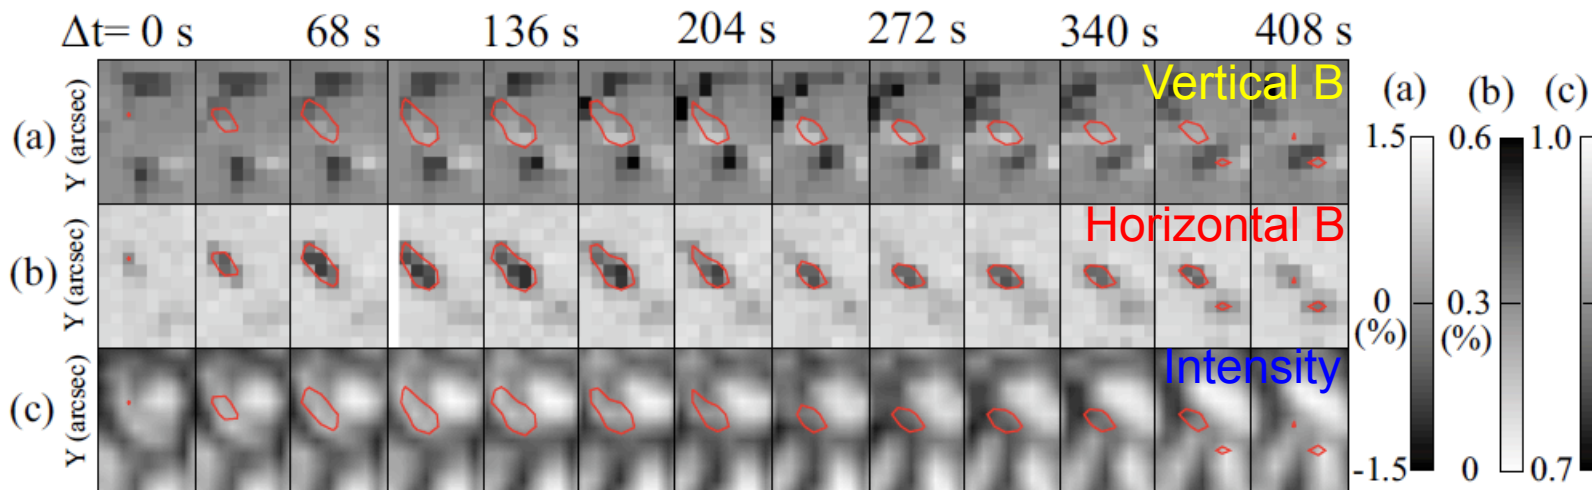 Δt= 0 s 68 s 136 s 204 s 272 s 340 s 408 s
(a) Y (arcsec) Vertical B
(b) Y (arcsec) Horizontal B
(c) Y (arcsec) Intensity
(a) (b) (c)
1.5 0.6 1.0
0 0.3
(%) (%)
-1.5 0 0.7